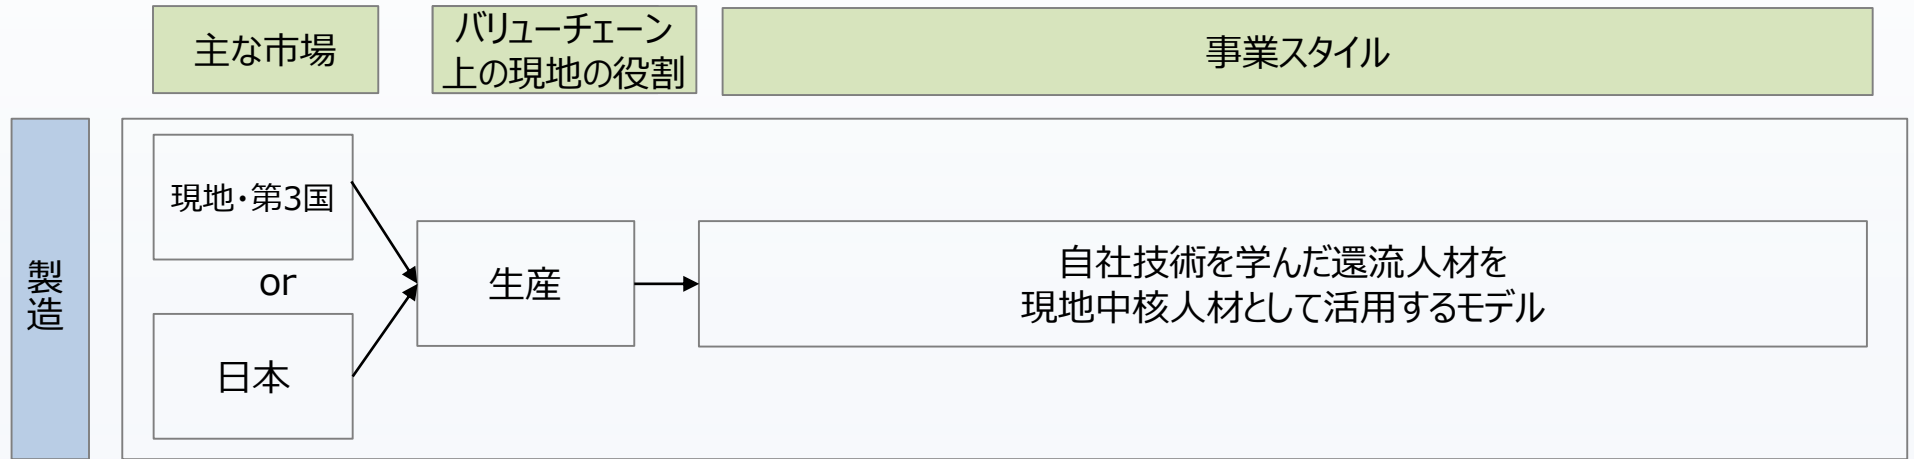 主な市場
バリューチェーン
上の現地の役割
事業スタイル
製造
現地・第3国
or
日本
生産
自社技術を学んだ還流人材を
現地中核人材として活用するモデル